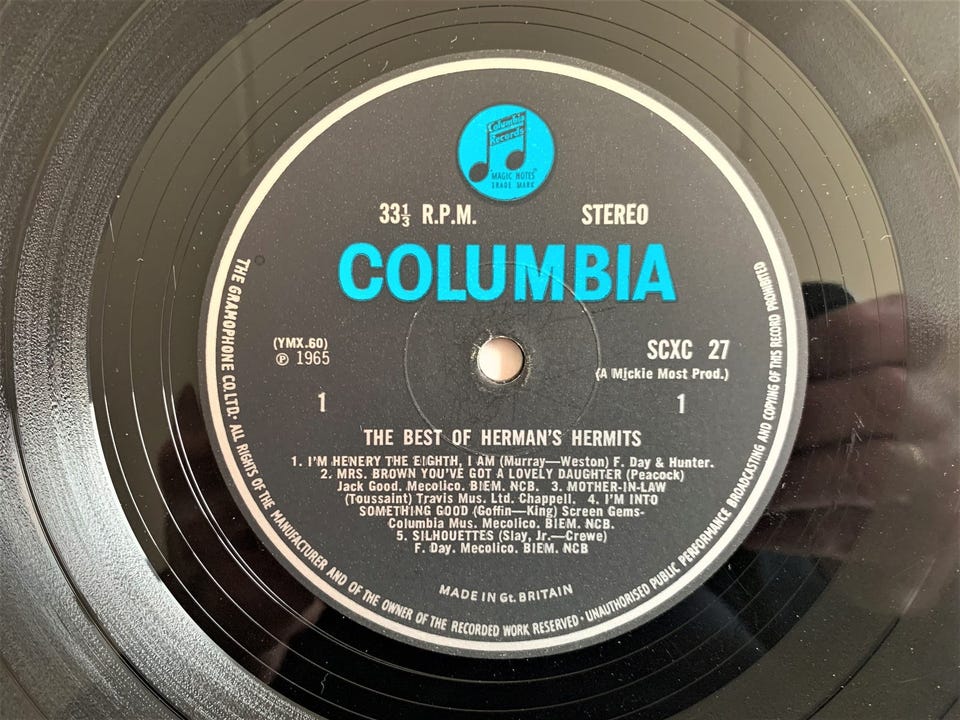 Columbia
Records
MAGIC NOTES
TRADE MARK
33⅓ R.P.M. STEREO
COLUMBIA
(YMX.60) SCXC 27
℗ 1965 (A Mickie Most Prod.)
1 1
THE BEST OF HERMAN'S HERMITS
1. I'M HENERY THE EIGHTH, I AM (Murray—Weston) F. Day & Hunter.
2. MRS. BROWN YOU'VE GOT A LOVELY DAUGHTER (Peacock)
Jack Good. Mecolico. BIEM. NCB. 3. MOTHER-IN-LAW
(Toussaint) Travis Mus. Ltd. Chappell. 4. I'M INTO
SOMETHING GOOD (Goffin—King) Screen Gems-
Columbia Mus. Mecolico. BIEM. NCB.
5. SILHOUETTES (Slay, Jr.—Crewe)
F. Day. Mecolico. BIEM. NCB
MADE IN Gt. BRITAIN
THE GRAMOPHONE CO.LTD. · ALL RIGHTS OF THE MANUFACTURER AND OF THE OWNER OF THE RECORDED WORK RESERVED · UNAUTHORISED PUBLIC PERFORMANCE BROADCASTING AND COPYING OF THIS RECORD PROHIBITED